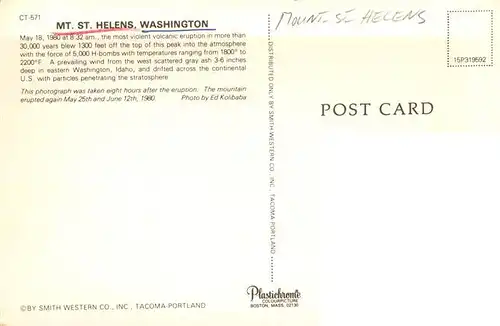 CT-571
MT. ST. HELENS, WASHINGTON
May 18, 1980 at 8:32 am., the most violent volcanic eruption in more than
30,000 years blew 1300 feet off the top of this peak into the atmosphere
with the force of 5,000 H-bombs with temperatures ranging from 1800° to
2200°F. A prevailing wind from the west scattered gray ash 3-6 inches
deep in eastern Washington, Idaho, and drifted across the continental
U.S. with particles penetrating the stratosphere
This photograph was taken eight hours after the eruption. The mountain
erupted again May 25th and June 12th, 1980. Photo by Ed Kolibaba
©BY SMITH WESTERN CO., INC., TACOMA-PORTLAND
DISTRIBUTED ONLY BY SMITH WESTERN CO., INC., TACOMA-PORTLAND
Plastichrome
COLOURPICTURE
BOSTON, MASS. 02130
MOUNT ST HELENS
15P319592
POST CARD